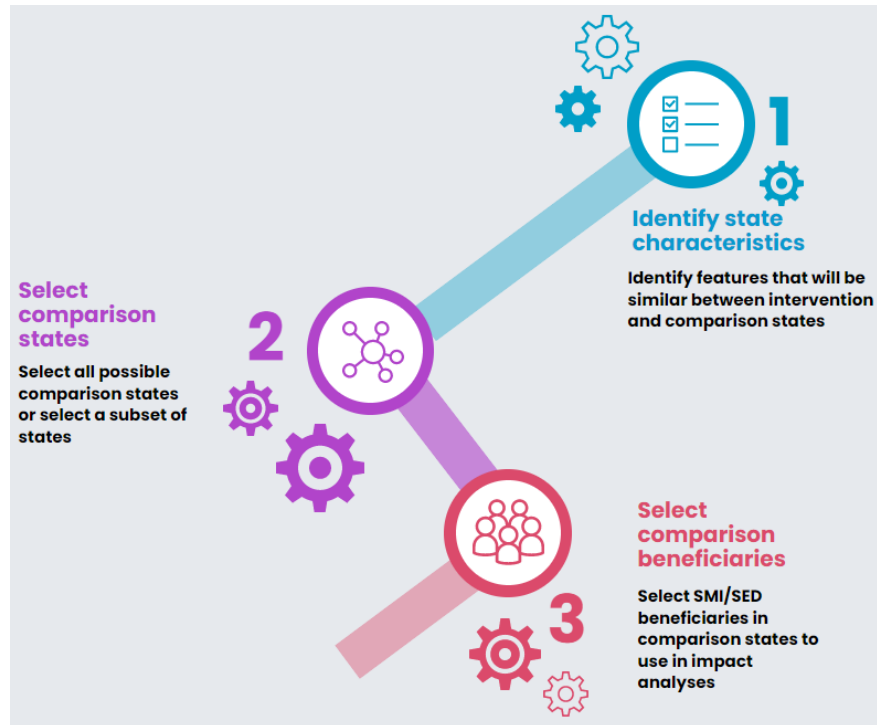 1
Identify state
characteristics
Identify features that will be
similar between intervention
and comparison states
2
Select
comparison
states
Select all possible
comparison states
or select a subset of
states
3
Select
comparison
beneficiaries
Select SMI/SED
beneficiaries in
comparison states to
use in impact
analyses